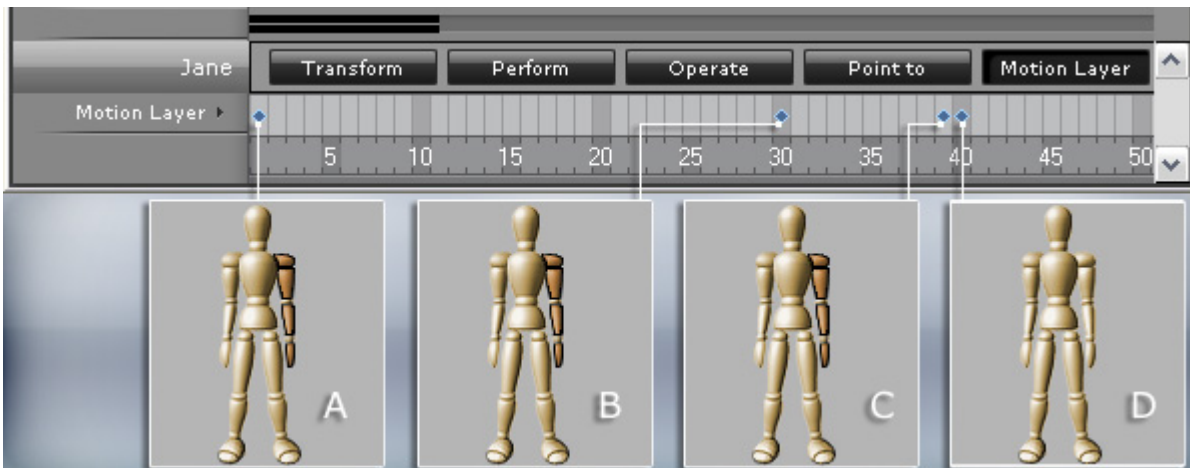 Jane Transform Perform Operate Point to Motion Layer
Motion Layer
5 10 15 20 25 30 35 40 45 50
A B C D